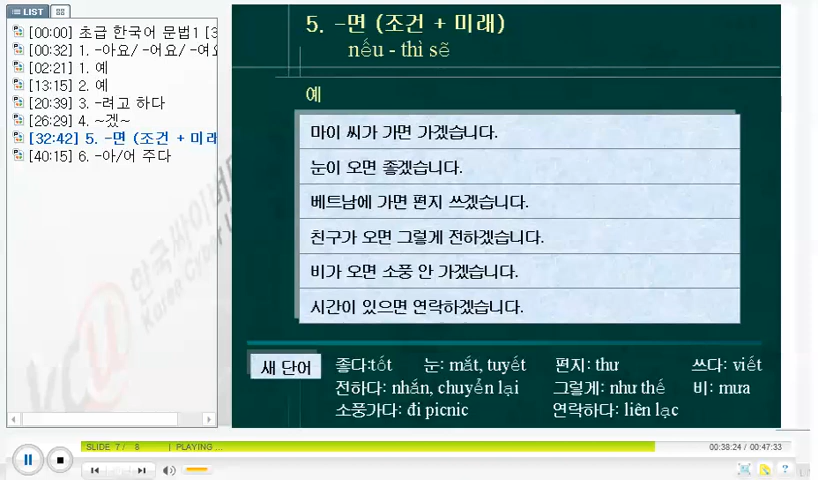 LIST
[00:00] 초급 한국어 문법1 [3
[00:32] 1. -아요/ -어요/ -여요
[02:21] 1. 예
[13:15] 2. 예
[20:39] 3. -려고 하다
[26:29] 4. ~겠~
[32:42] 5. -면 (조건 + 미래
[40:15] 6. -아/어 주다
5. -면 (조건 + 미래)
nếu - thì sẽ
예
마이 씨가 가면 가겠습니다.
눈이 오면 좋겠습니다.
베트남에 가면 편지 쓰겠습니다.
친구가 오면 그렇게 전하겠습니다.
비가 오면 소풍 안 가겠습니다.
시간이 있으면 연락하겠습니다.
새 단어
좋다:tốt 눈: mắt, tuyết 편지: thư 쓰다: viết
전하다: nhắn, chuyển lại 그렇게: như thế 비: mưa
소풍가다: đi picnic 연락하다: liên lạc
SLIDE 7 / 8 PLAYING ...
00:38:24 / 00:47:33